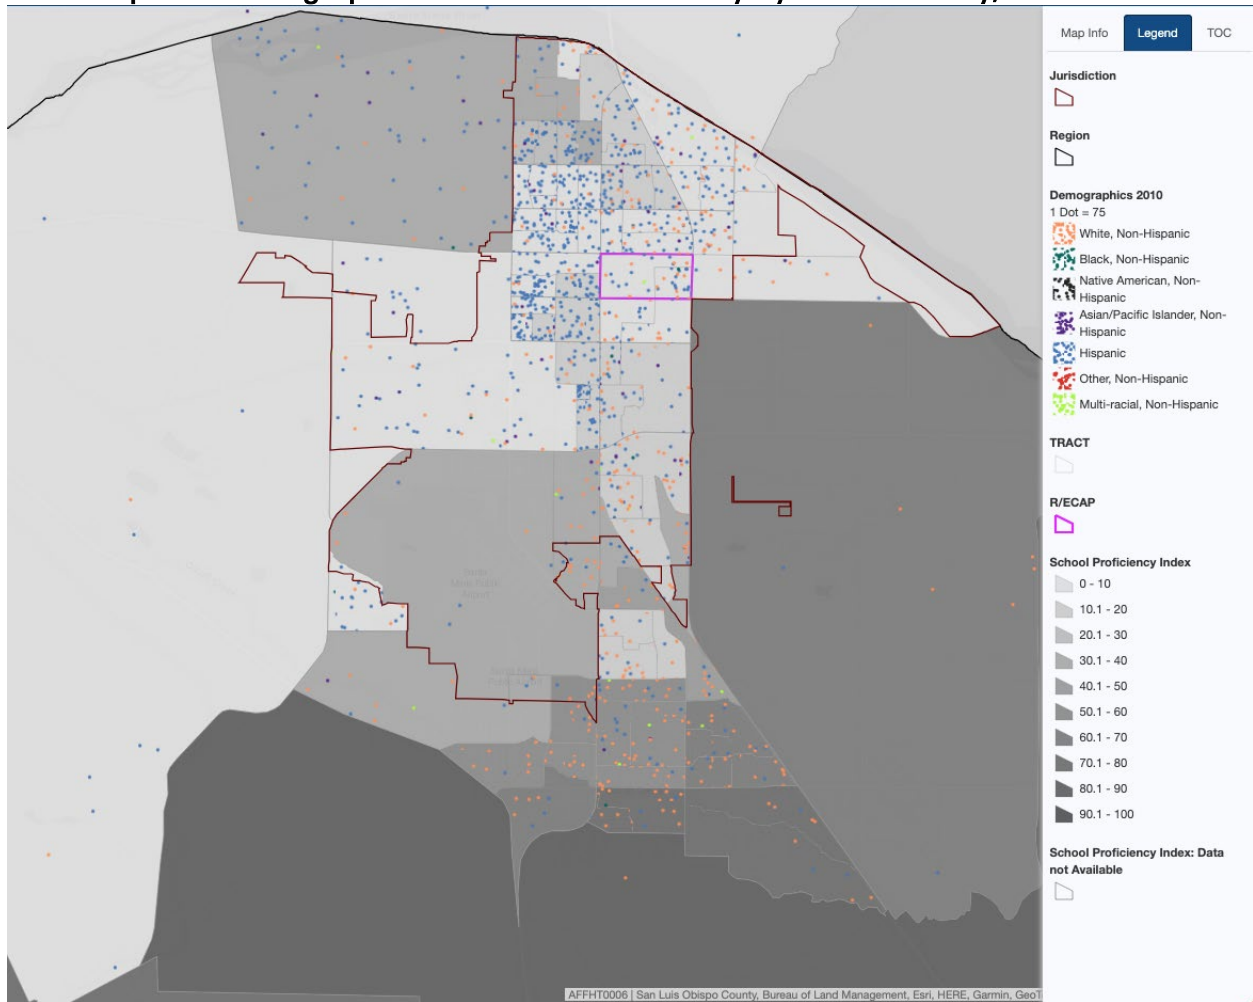 Map Info Legend TOC
Jurisdiction
Region
Demographics 2010
1 Dot = 75
White, Non-Hispanic
Black, Non-Hispanic
Native American, Non-
Hispanic
Asian/Pacific Islander, Non-
Hispanic
Hispanic
Other, Non-Hispanic
Multi-racial, Non-Hispanic
TRACT
R/ECAP
School Proficiency Index
0 - 10
10.1 - 20
20.1 - 30
30.1 - 40
40.1 - 50
50.1 - 60
60.1 - 70
70.1 - 80
80.1 - 90
90.1 - 100
School Proficiency Index: Data
not Available
AFFHT0006 | San Luis Obispo County, Bureau of Land Management, Esri, HERE, Garmin, GeoT